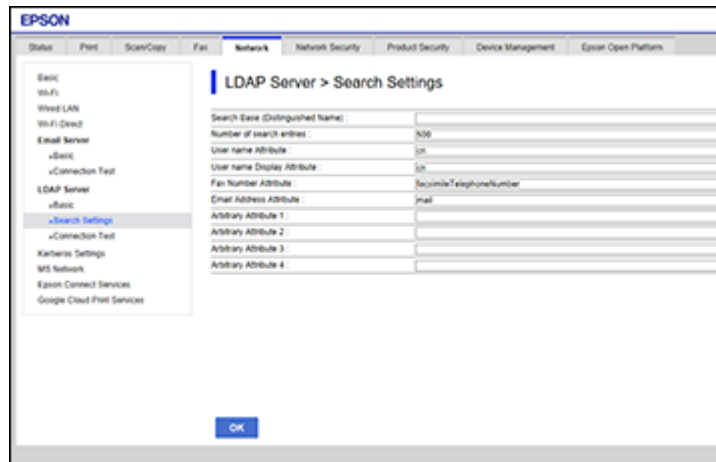 EPSON
Status Print Scan/Copy Fax Network Network Security Product Security Device Management Epson Open Platform
Basic
Wi-Fi
Wired LAN
Wi-Fi Direct
Email Server
»Basic
»Connection Test
LDAP Server
»Basic
»Search Settings
»Connection Test
Kerberos Settings
MS Network
Epson Connect Services
Google Cloud Print Services
LDAP Server > Search Settings
Search Base (Distinguished Name) :
Number of search entries : 500
User name Attribute : cn
User name Display Attribute : cn
Fax Number Attribute : facsimileTelephoneNumber
Email Address Attribute : mail
Arbitrary Attribute 1 :
Arbitrary Attribute 2 :
Arbitrary Attribute 3 :
Arbitrary Attribute 4 :
OK